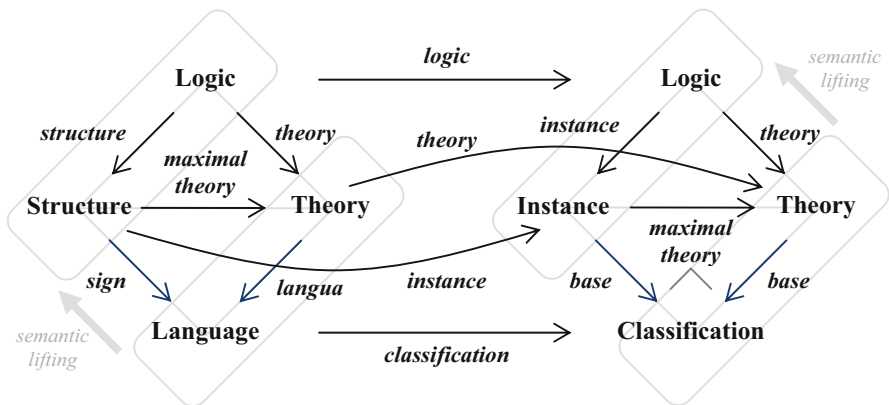 logic
semantic
lifting
Logic
Logic
structure
theory
maximal
theory
theory
instance
theory
Structure
Theory
Instance
Theory
maximal
theory
sign
langua
instance
base
base
semantic
lifting
Language
Classification
classification